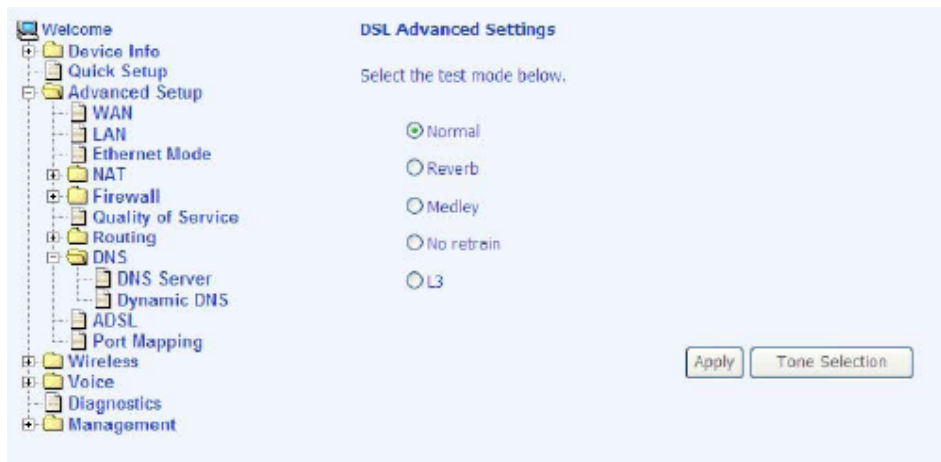 Welcome
Device Info
Quick Setup
Advanced Setup
WAN
LAN
Ethernet Mode
NAT
Firewall
Quality of Service
Routing
DNS
DNS Server
Dynamic DNS
ADSL
Port Mapping
Wireless
Voice
Diagnostics
Management
DSL Advanced Settings
Select the test mode below.
Normal
Reverb
Medley
No retrain
L3
Apply Tone Selection